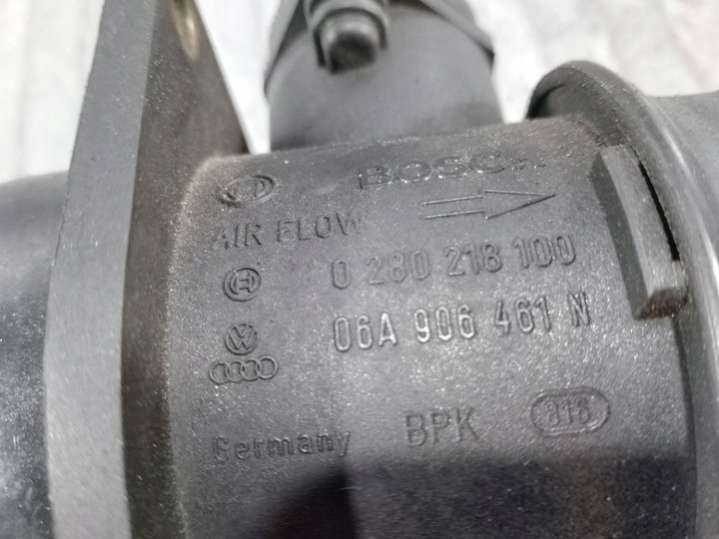 BOSCH
AIR FLOW
0 280 218 100
06A 906 461 N
Germany BPK